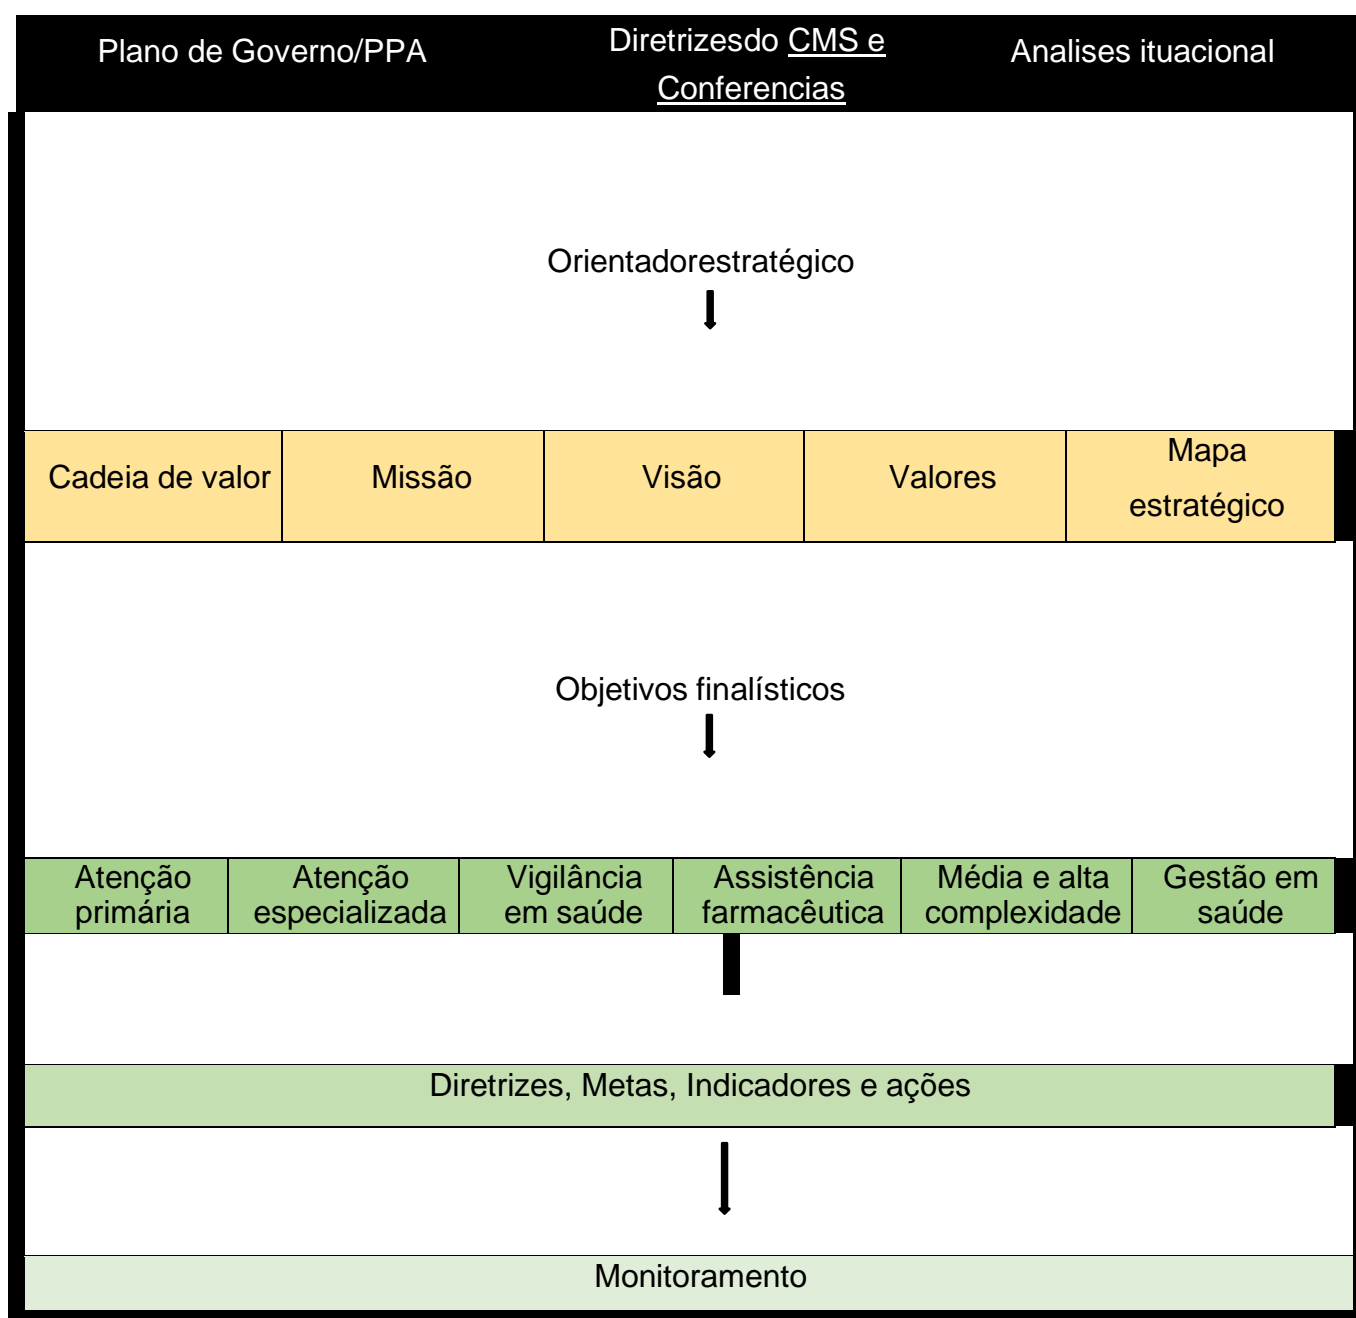 Plano de Governo/PPA
Diretrizesdo CMS e
Conferencias
Analises ituacional
Orientadorestratégico
Cadeia de valor
Missão
Visão
Valores
Mapa
estratégico
Objetivos finalísticos
Atenção
primária
Atenção
especializada
Vigilância
em saúde
Assistência
farmacêutica
Média e alta
complexidade
Gestão em
saúde
Diretrizes, Metas, Indicadores e ações
Monitoramento